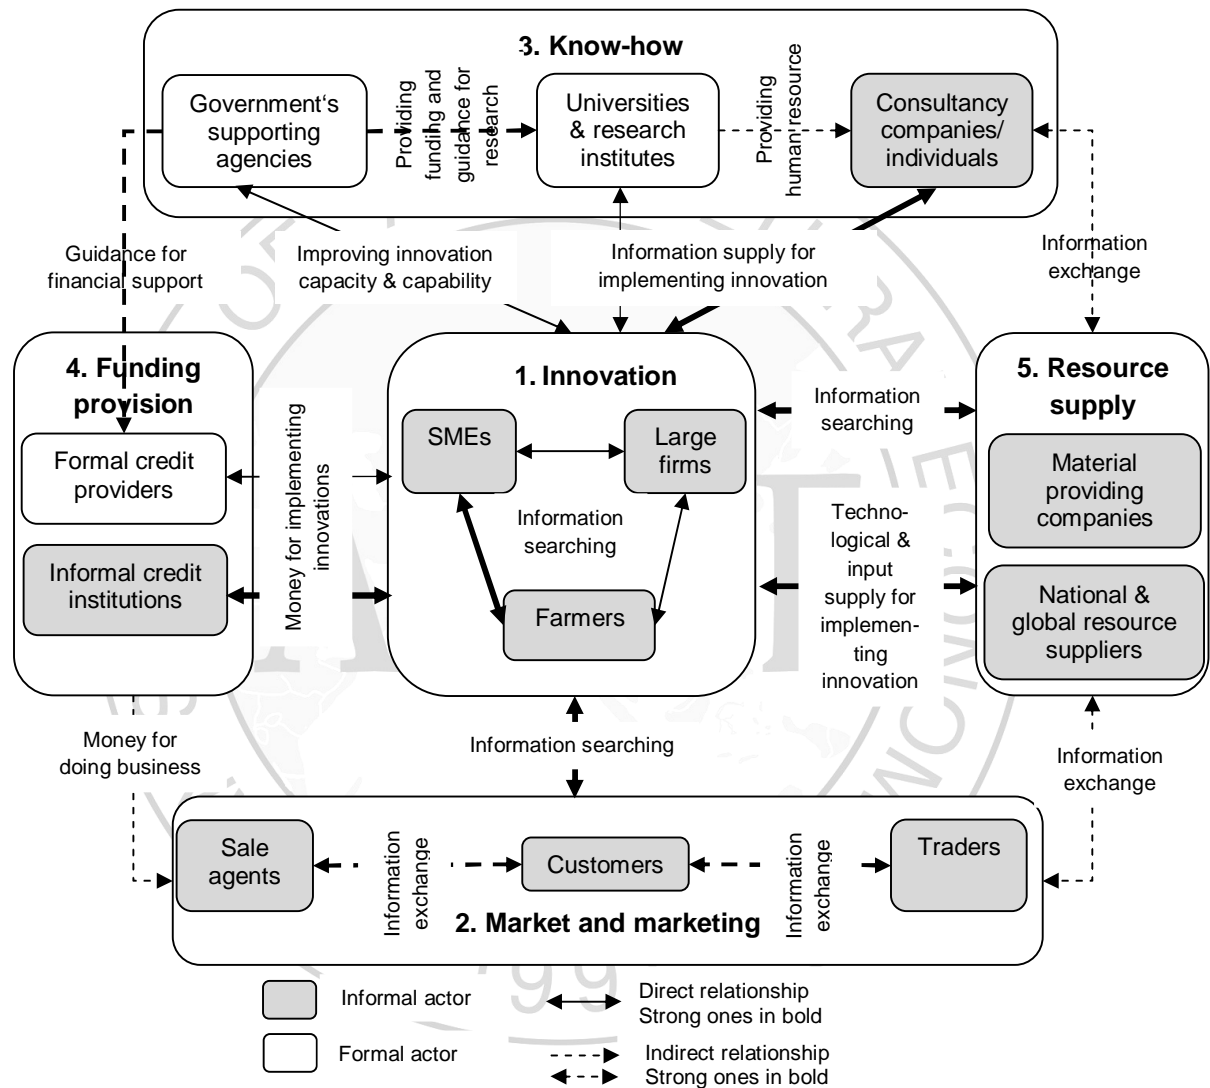 3. Know-how
Government‘s
supporting
agencies
Providing
funding and
guidance for
research
Universities
& research
institutes
Providing
human resource
Consultancy
companies/
individuals
Guidance for
financial support
Improving innovation
capacity & capability
Information supply for
implementing innovation
Information
exchange
4. Funding
provision
Formal credit
providers
Informal credit
institutions
Money for implementing
innovations
1. Innovation
SMEs
Large
firms
Information
searching
Farmers
Information
searching
Techno-
logical &
input
supply for
implemen-
ting
innovation
5. Resource
supply
Material
providing
companies
National &
global resource
suppliers
Money for
doing business
Information searching
Information
exchange
Sale
agents
Information
exchange
Customers
Information
exchange
Traders
2. Market and marketing
Informal actor
Direct relationship
Strong ones in bold
Formal actor
Indirect relationship
Strong ones in bold